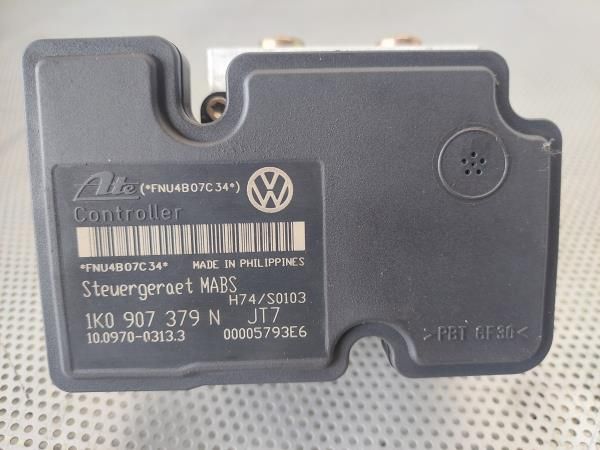 Ate (*FNU4B07C34*)
Controller
*FNU4B07C34* MADE IN PHILIPPINES
Steuergeraet MABS
H74/S0103
1K0 907 379 N JT7
10.0970-0313.3 00005793E6
>PBT GF30<